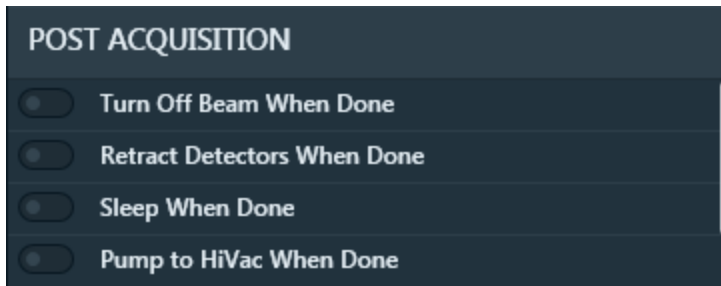 POST ACQUISITION
Turn Off Beam When Done
Retract Detectors When Done
Sleep When Done
Pump to HiVac When Done